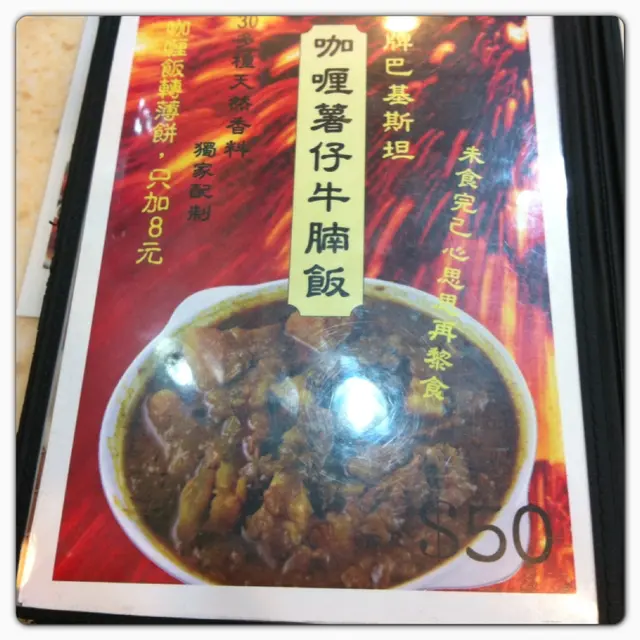 牌巴基斯坦
未食完己心思思再黎食
咖喱薯仔牛腩飯
30多種天然香料
獨家配制
咖喱飯轉薄餅，只加8元
$50